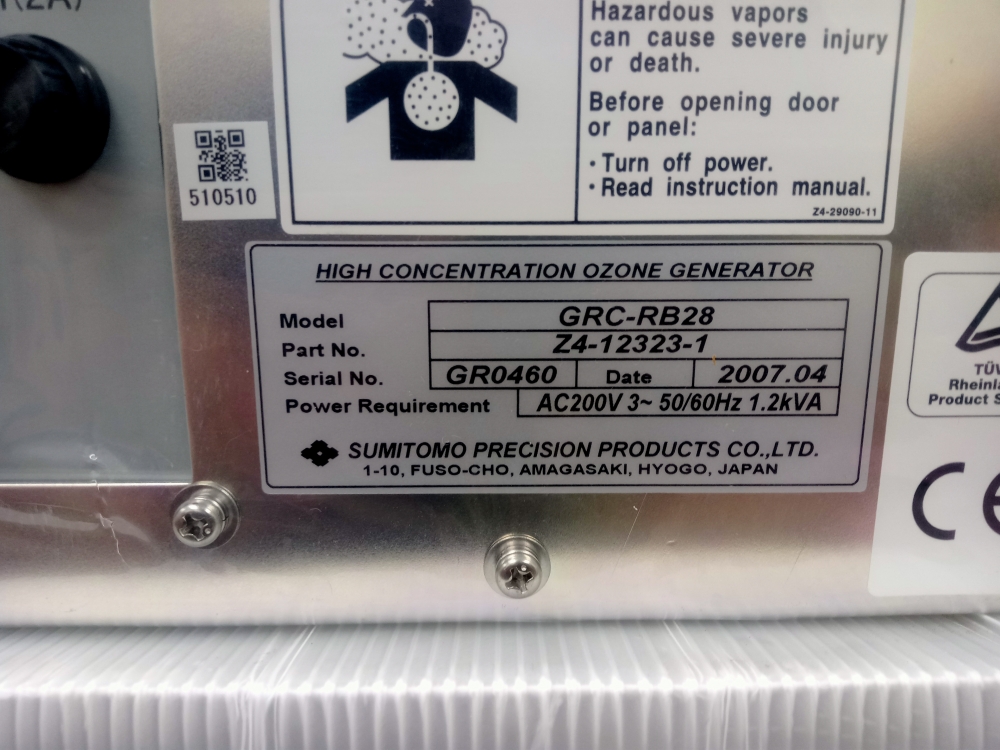 Hazardous vapors
can cause severe injury
or death.
Before opening door
or panel:
· Turn off power.
· Read instruction manual.
Z4-29090-11
510510
HIGH CONCENTRATION OZONE GENERATOR
Model GRC-RB28
Part No. Z4-12323-1
Serial No. GR0460 Date 2007.04
Power Requirement AC200V 3~ 50/60Hz 1.2kVA
SUMITOMO PRECISION PRODUCTS CO.,LTD.
1-10, FUSO-CHO, AMAGASAKI, HYOGO, JAPAN
TÜV
Product
CE